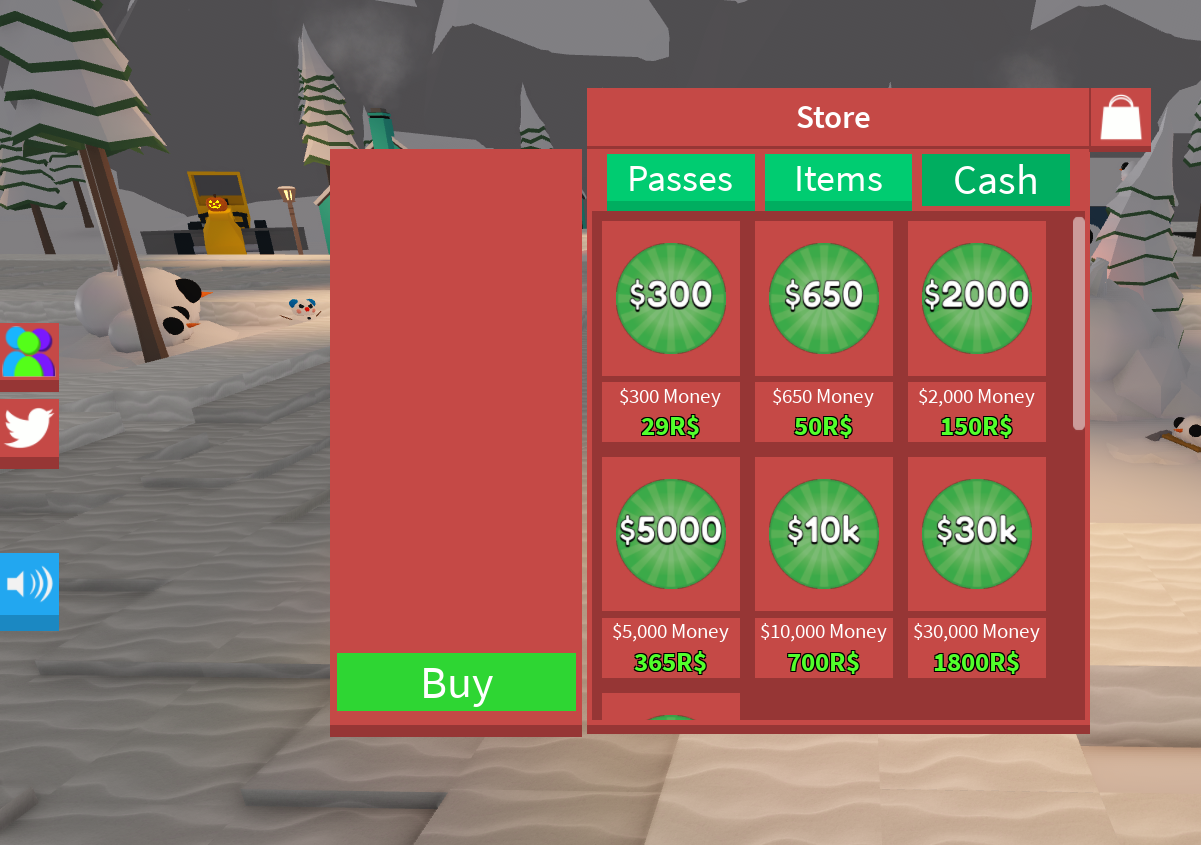 Store
Passes
Items
Cash
$300
$650
$2000
$300 Money
29R$
$650 Money
50R$
$2,000 Money
150R$
$5000
$10k
$30k
$5,000 Money
365R$
$10,000 Money
700R$
$30,000 Money
1800R$
Buy